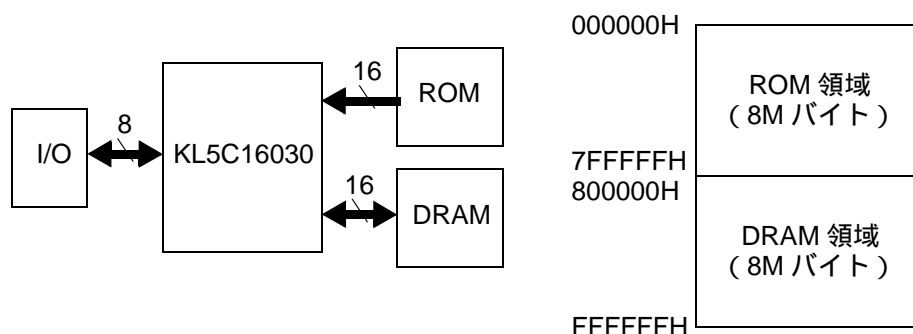 I/O
8
KL5C16030
16
ROM
16
DRAM
000000H
ROM 領域
( 8M バイト )
7FFFFFH
800000H
DRAM 領域
( 8M バイト )
FFFFFFH